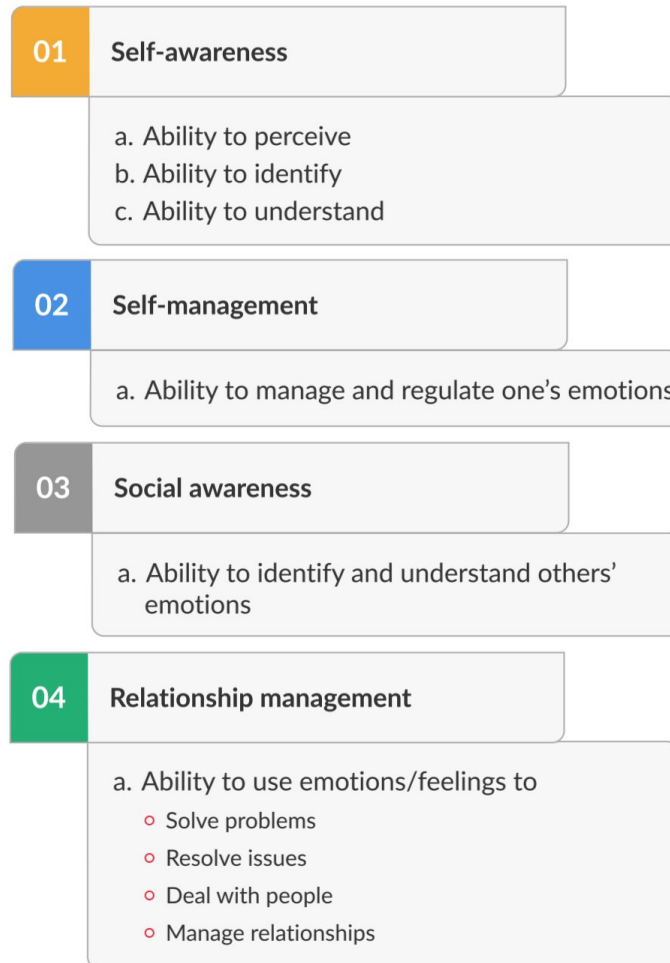 01 Self-awareness
a. Ability to perceive
b. Ability to identify
c. Ability to understand
02 Self-management
a. Ability to manage and regulate one’s emotions
03 Social awareness
a. Ability to identify and understand others’
emotions
04 Relationship management
a. Ability to use emotions/feelings to
Solve problems
Resolve issues
Deal with people
Manage relationships